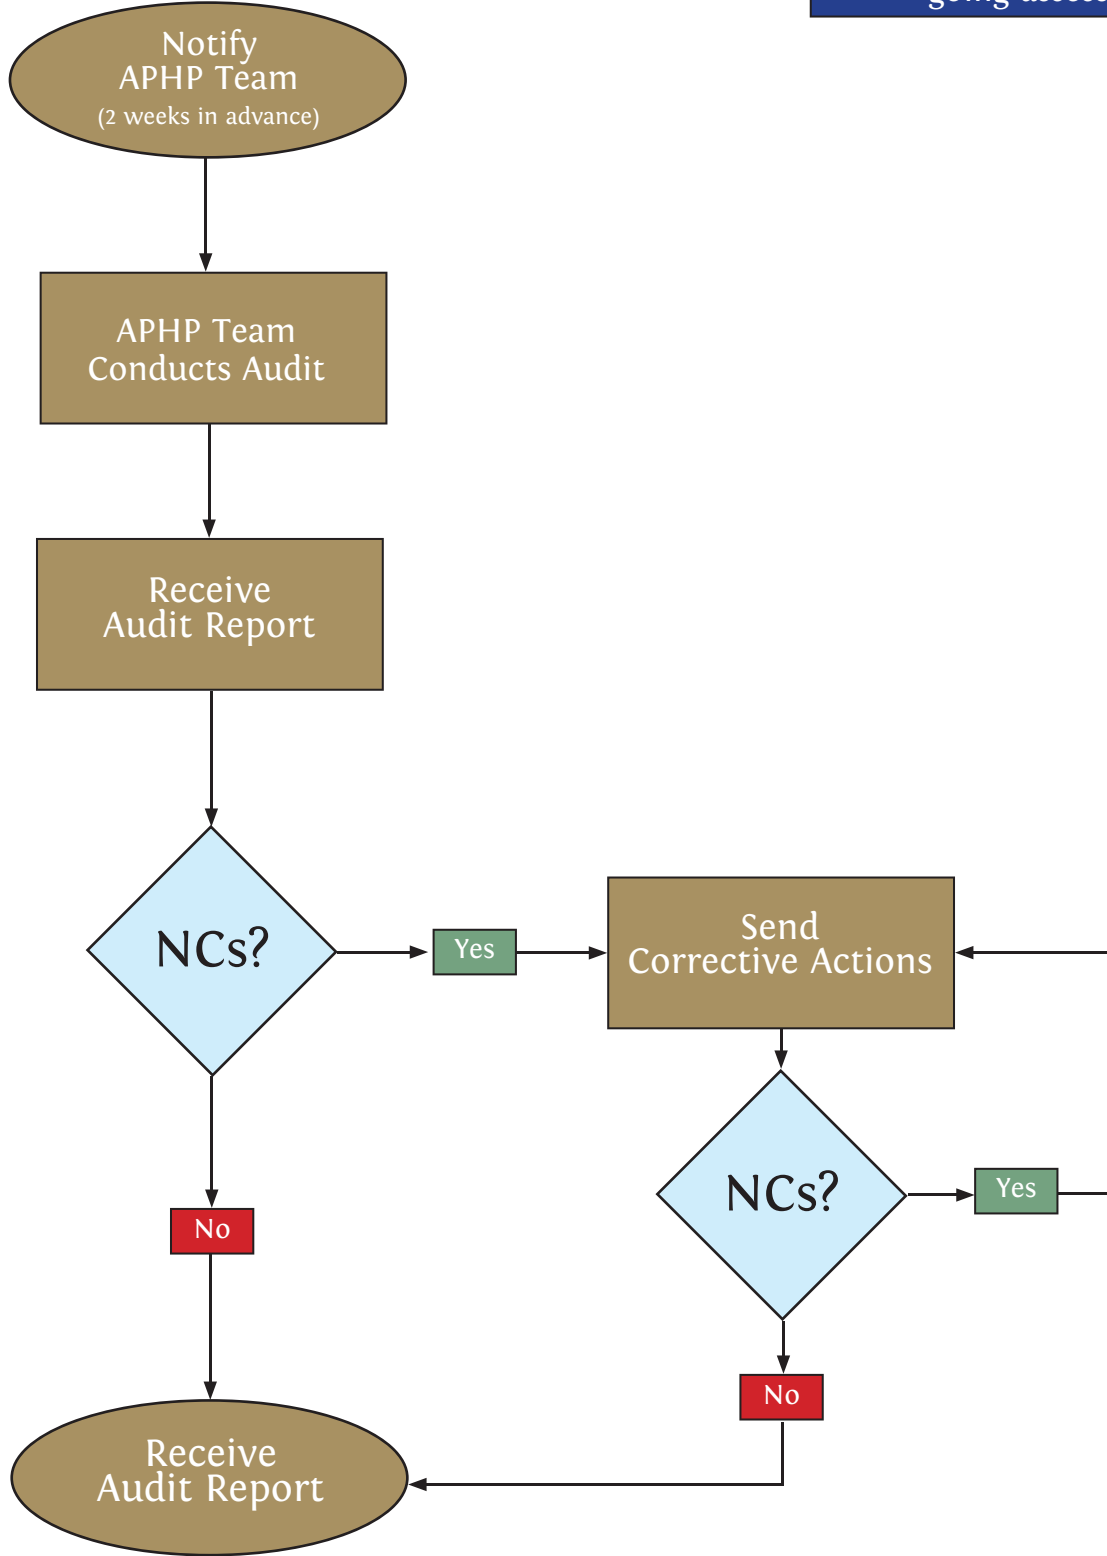 going
Notify
APHP Team
(2 weeks in advance)
APHP Team
Conducts Audit
Receive
Audit Report
NCs?
Yes
Send
Corrective Actions
NCs?
Yes
No
No
Receive
Audit Report